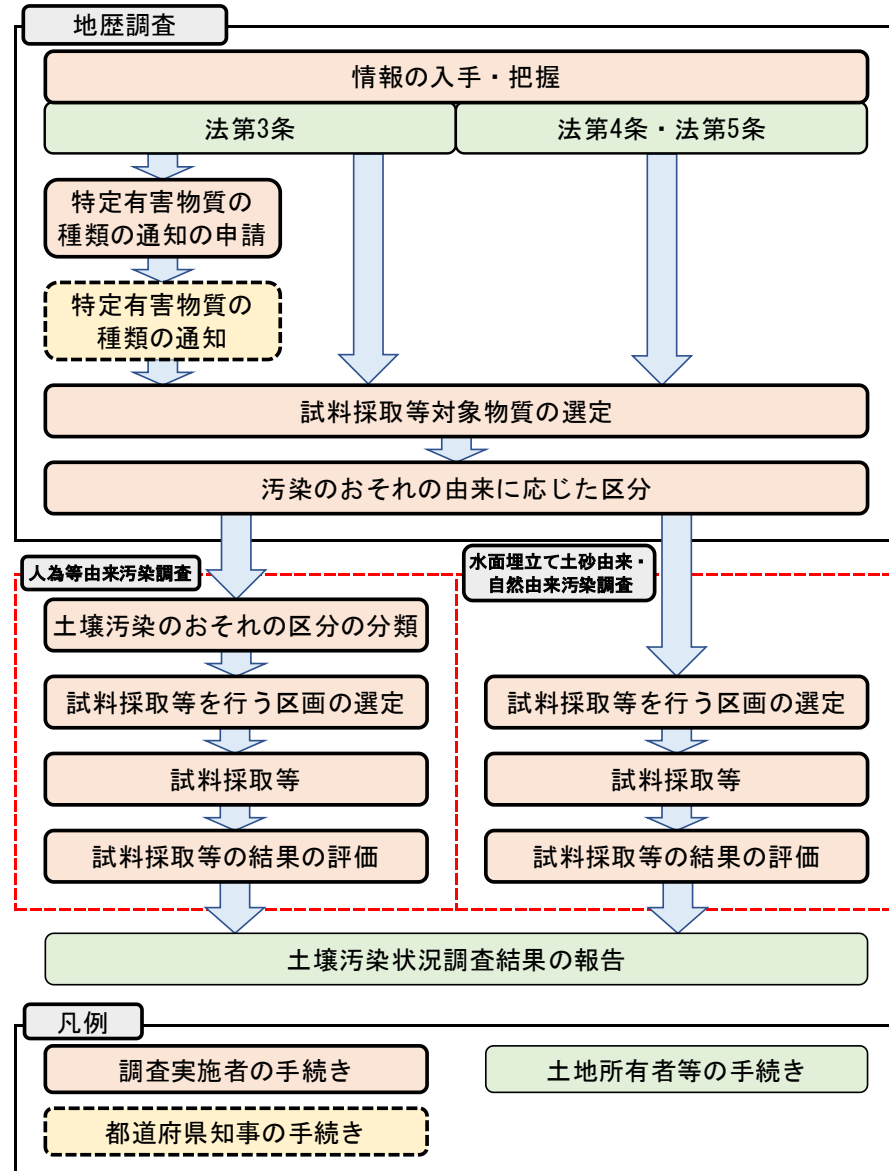 地歴調査
情報の入手・把握
法第3条
法第4条・法第5条
特定有害物質の
種類の通知の申請
特定有害物質の
種類の通知
試料採取等対象物質の選定
汚染のおそれの由来に応じた区分
人為等由来汚染調査
水面埋立て土砂由来・
自然由来汚染調査
土壌汚染のおそれの区分の分類
試料採取等を行う区画の選定
試料採取等
試料採取等の結果の評価
試料採取等を行う区画の選定
試料採取等
試料採取等の結果の評価
土壌汚染状況調査結果の報告
凡例
調査実施者の手続き
土地所有者等の手続き
都道府県知事の手続き